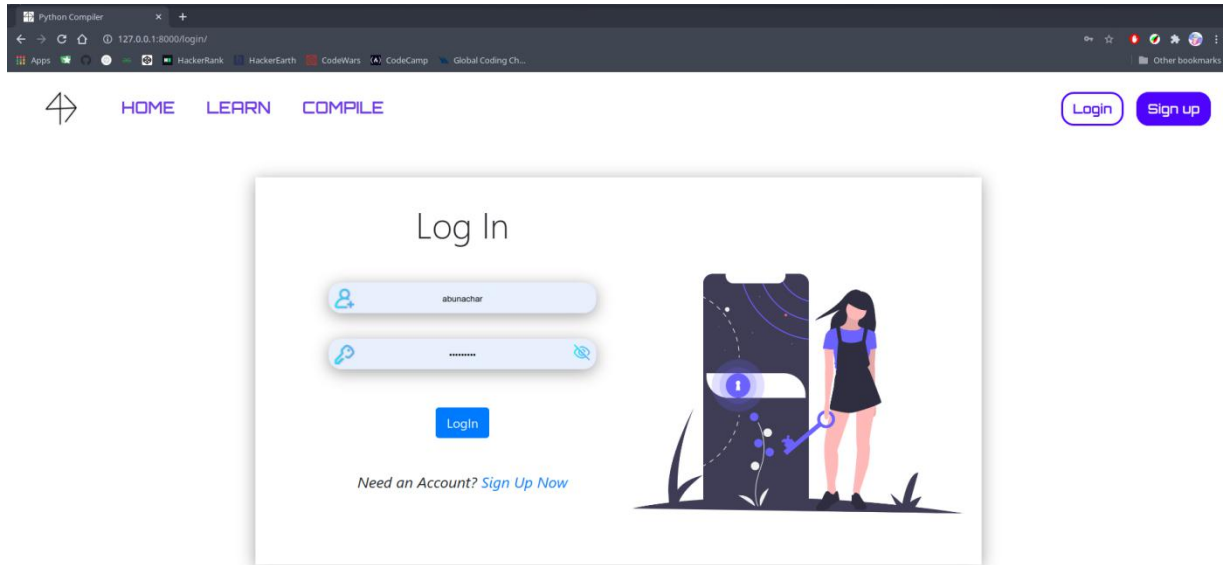 Python Compiler
127.0.0.1:8000/login/
Apps HackerRank HackerEarth CodeWars CodeCamp Global Coding Ch... Other bookmarks
HOME LEARN COMPILE Login Sign up
Log In
abunachar
•••••••••
LogIn
Need an Account? Sign Up Now